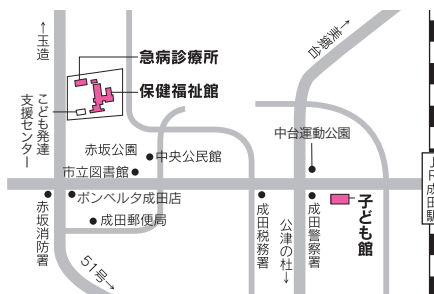 ←玉造
急病診療所
保健福祉館
こども発達
支援センター
←美郷台
赤坂公園
中央公民館
市立図書館
中台運動公園
ボンベルタ成田店
成田郵便局
赤坂消防署
51号→
成田税務署
公津の杜→
成田警察署
子ども館
JR成田駅